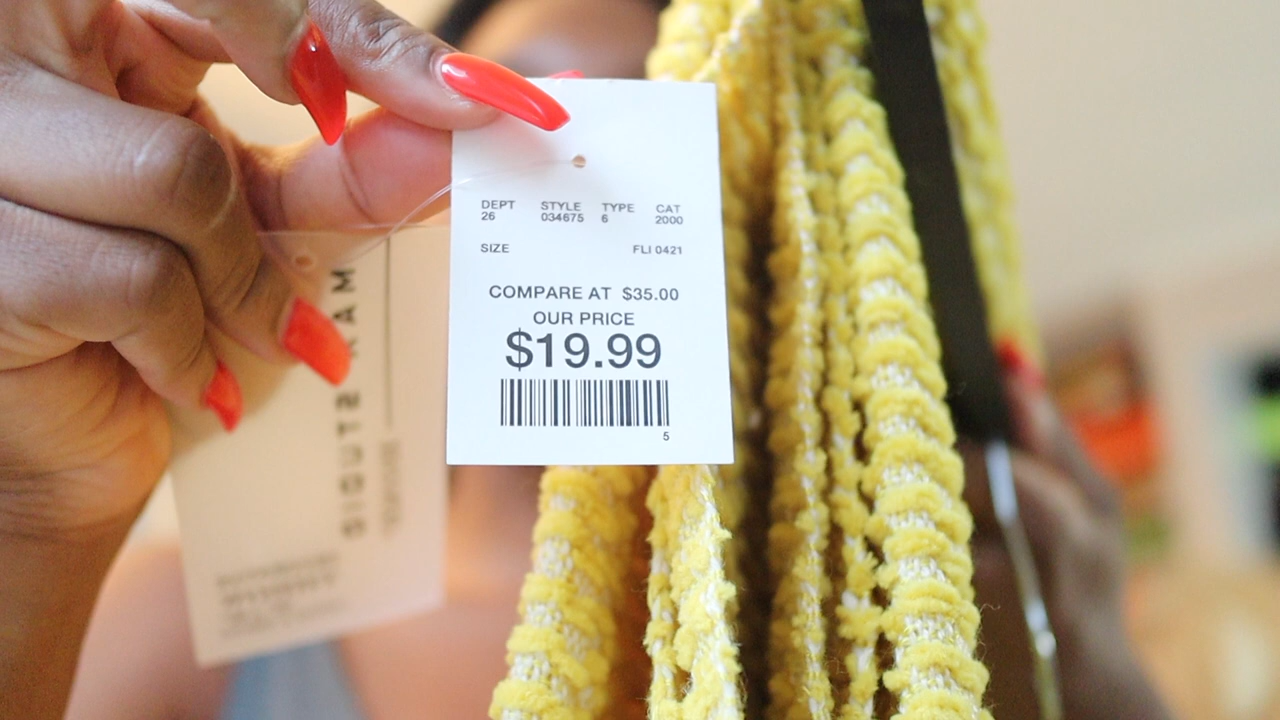 DEPT STYLE TYPE CAT
26 034675 6 2000
SIZE FLI 0421
COMPARE AT $35.00
OUR PRICE
$19.99
5